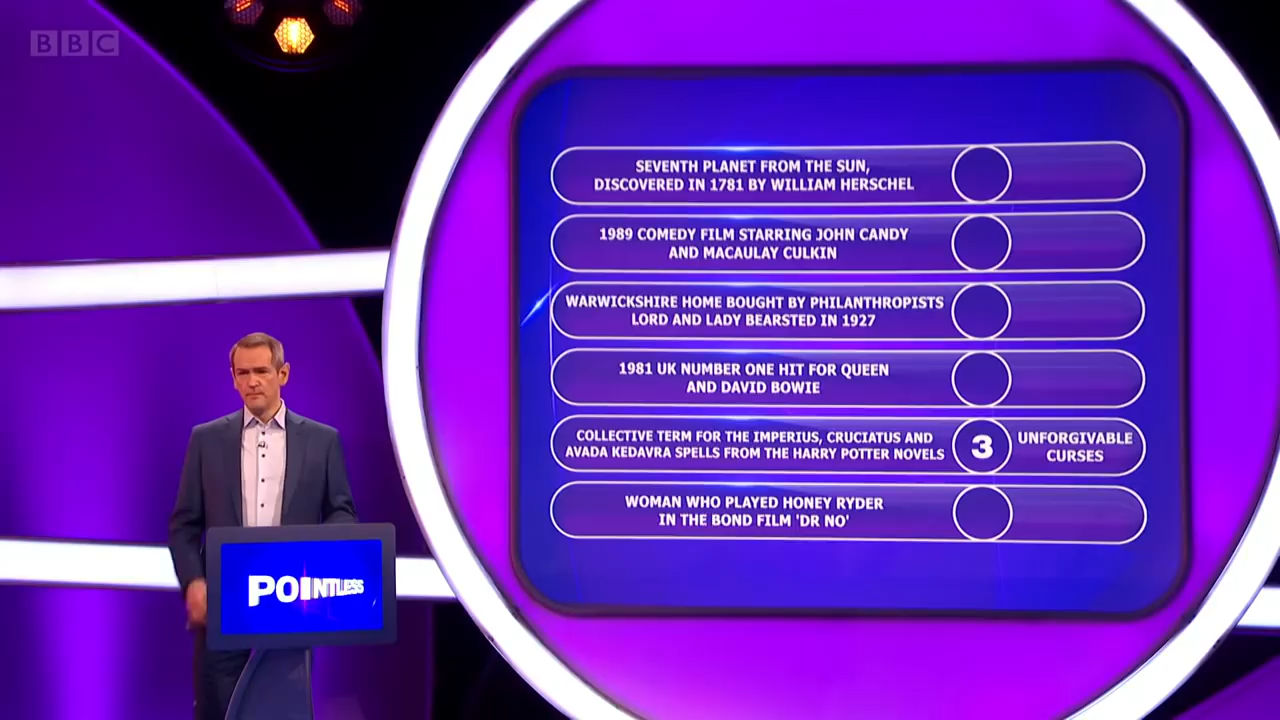 BBC
SEVENTH PLANET FROM THE SUN,
DISCOVERED IN 1781 BY WILLIAM HERSCHEL
1989 COMEDY FILM STARRING JOHN CANDY
AND MACAULAY CULKIN
WARWICKSHIRE HOME BOUGHT BY PHILANTHROPISTS
LORD AND LADY BEARSTED IN 1927
1981 UK NUMBER ONE HIT FOR QUEEN
AND DAVID BOWIE
COLLECTIVE TERM FOR THE IMPERIUS, CRUCIATUS AND
AVADA KEDAVRA SPELLS FROM THE HARRY POTTER NOVELS
3
UNFORGIVABLE
CURSES
WOMAN WHO PLAYED HONEY RYDER
IN THE BOND FILM 'DR NO'
POINTLESS